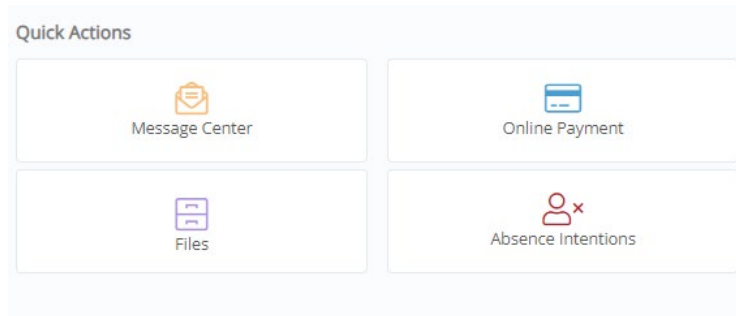 Quick Actions
Message Center
Online Payment
Files
Absence Intentions